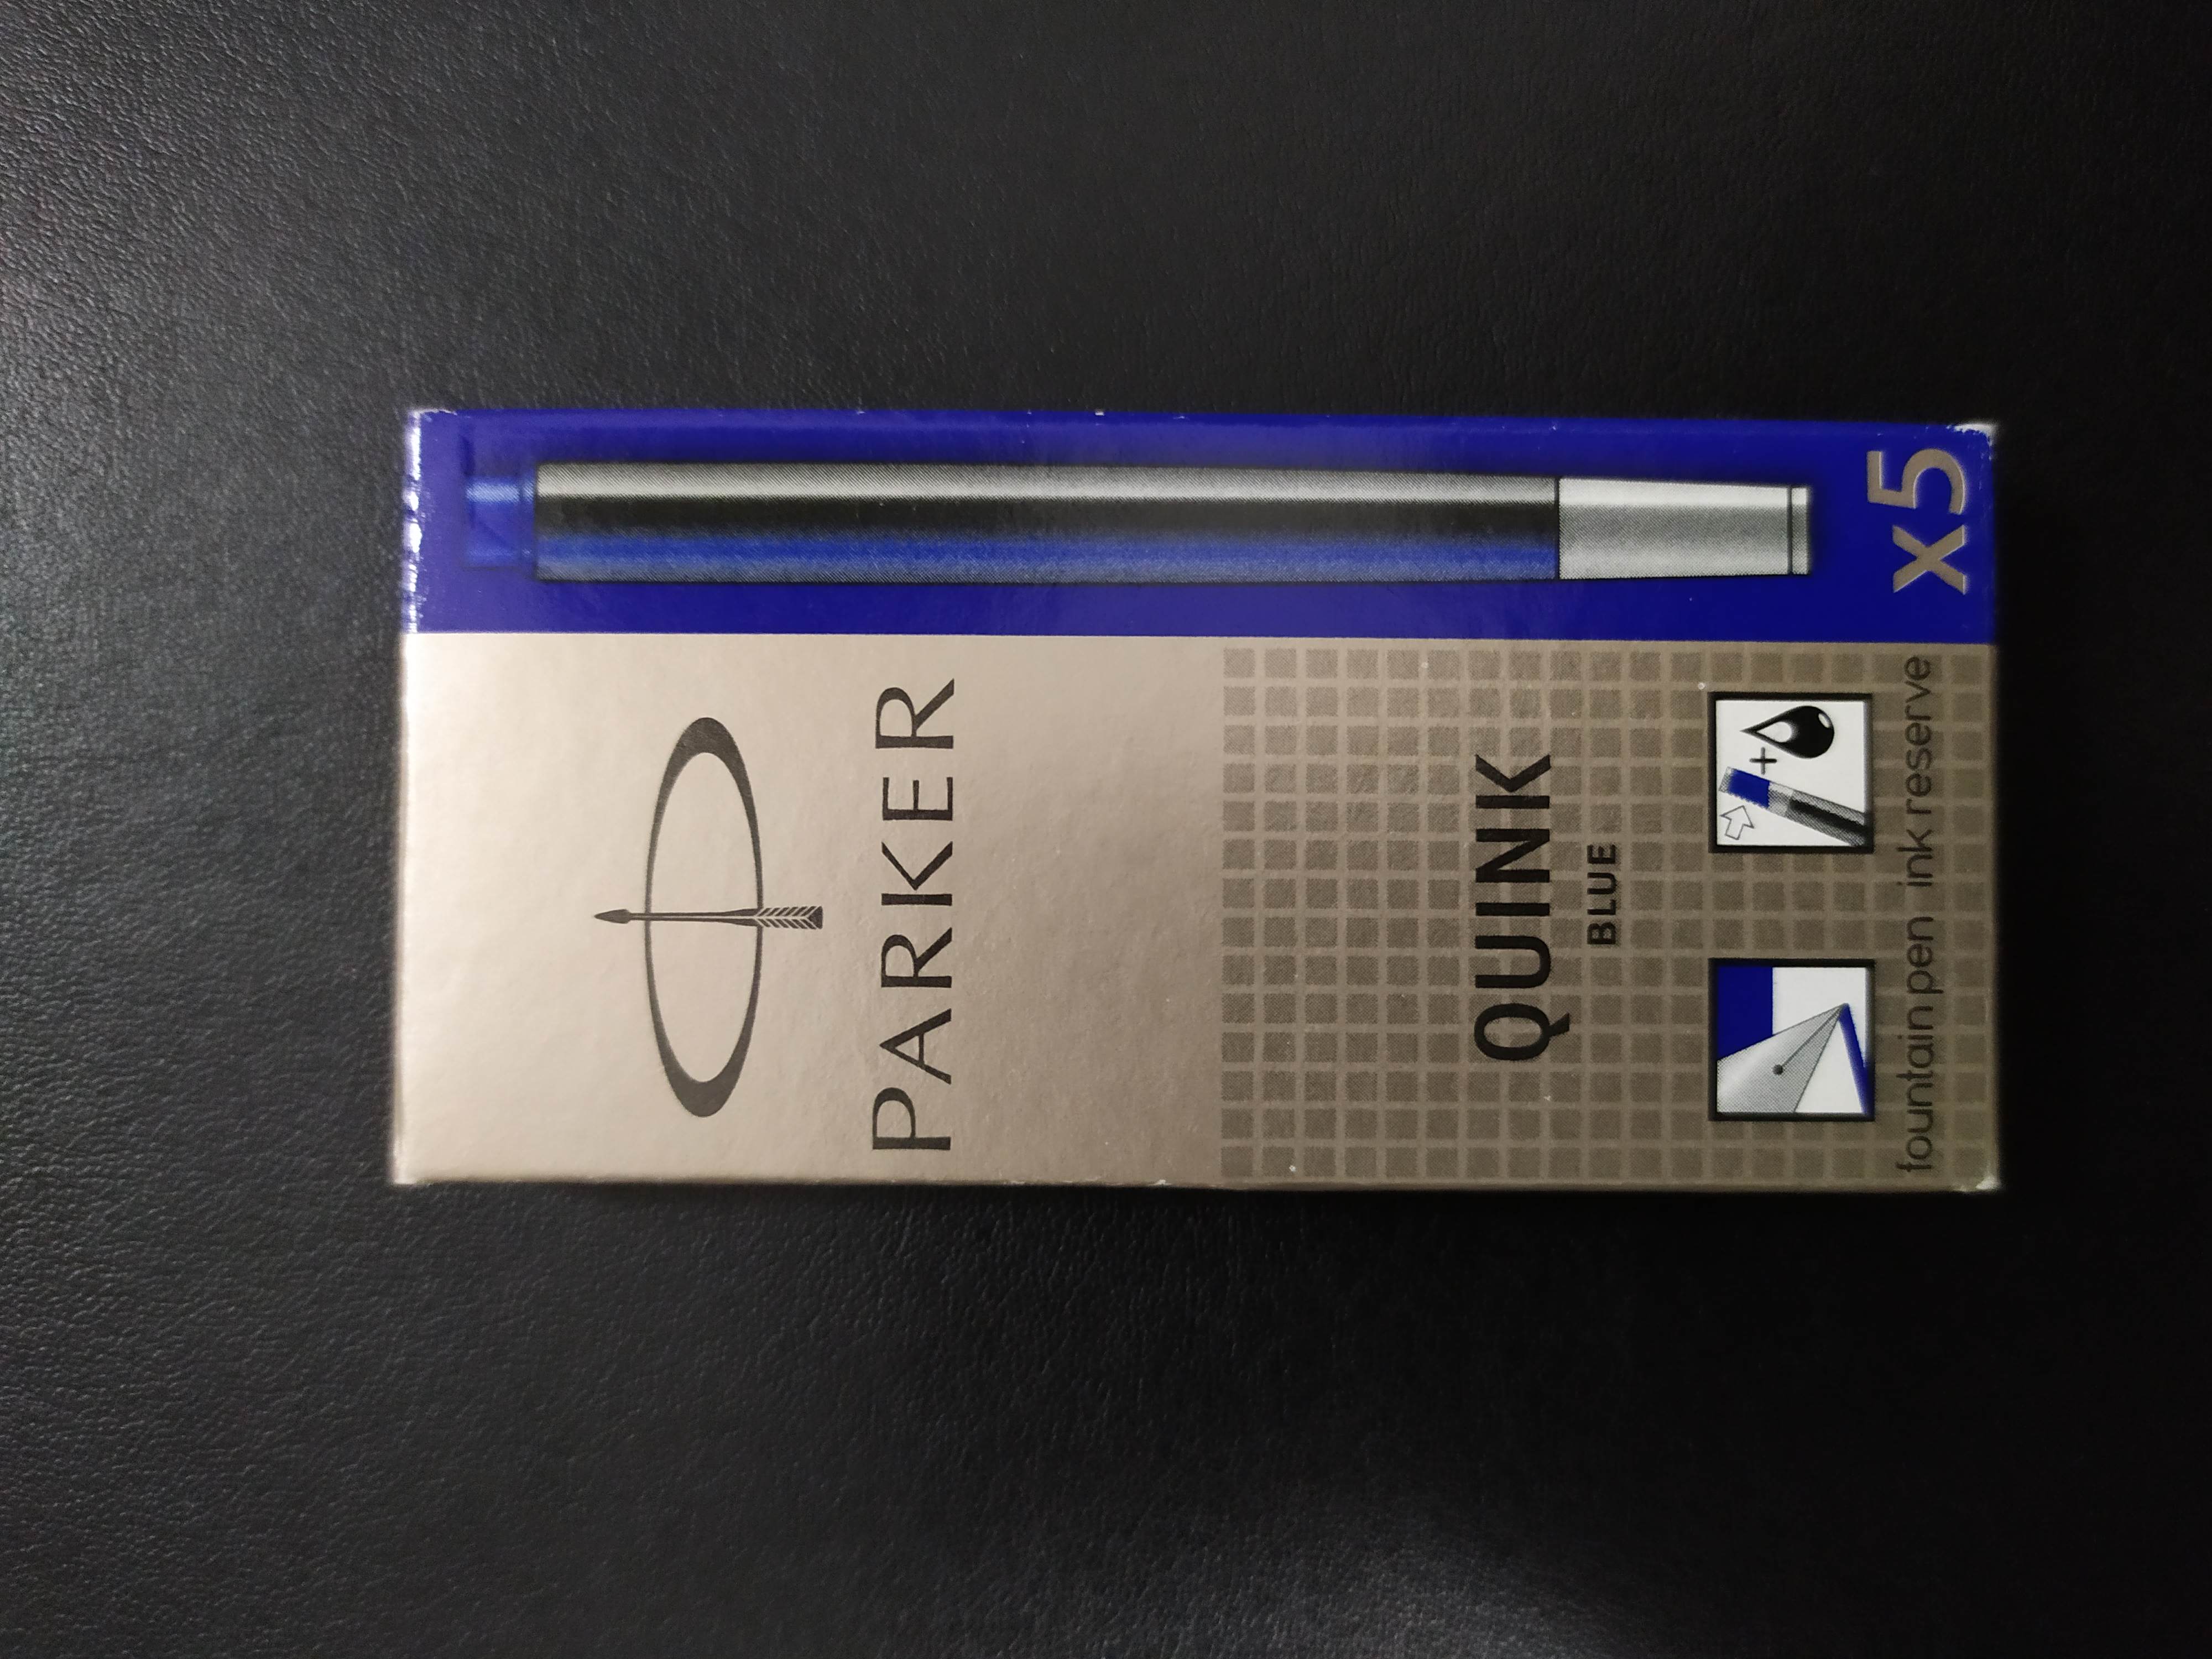 PARKER
QUINK
BLUE
fountain pen ink reserve
x5